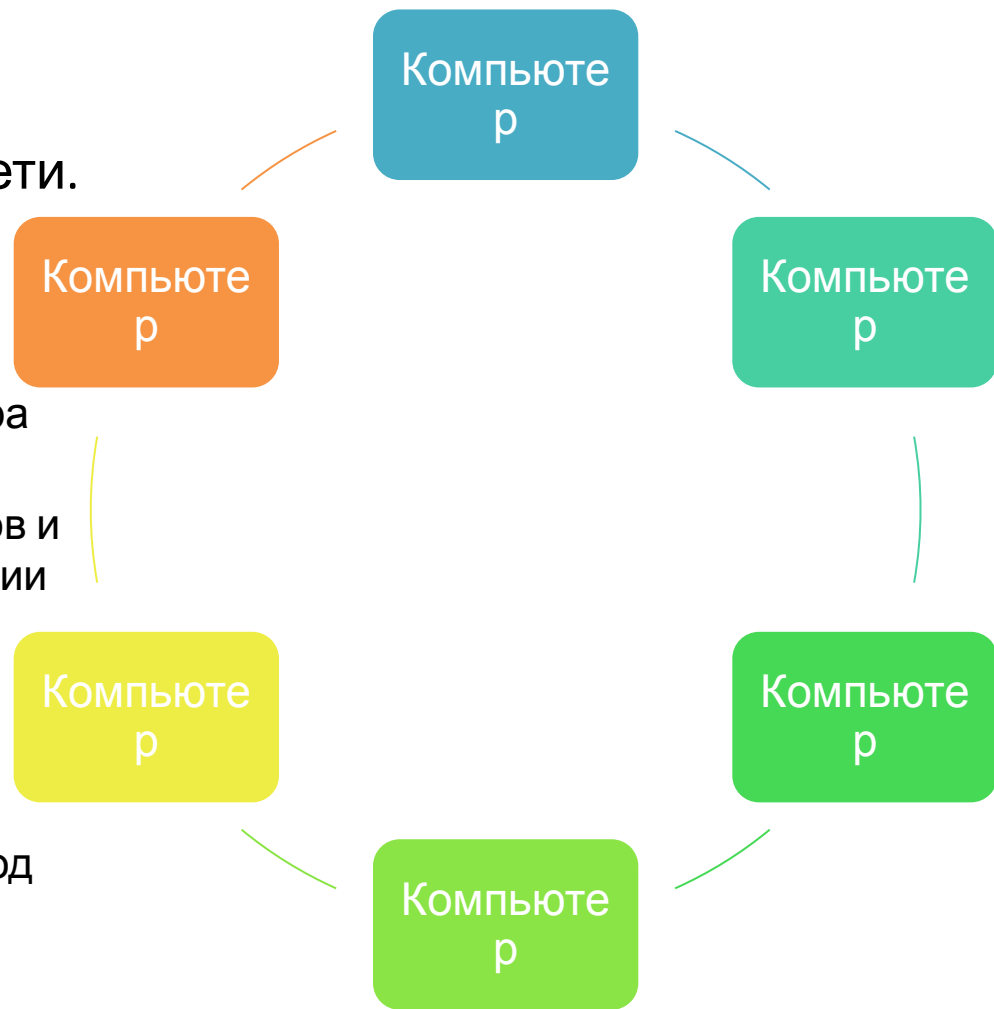 Компьюте
р
ети.
Компьюте
р
Компьюте
р
ра
ов и
ии
Компьюте
р
Компьюте
р
од
Компьюте
р